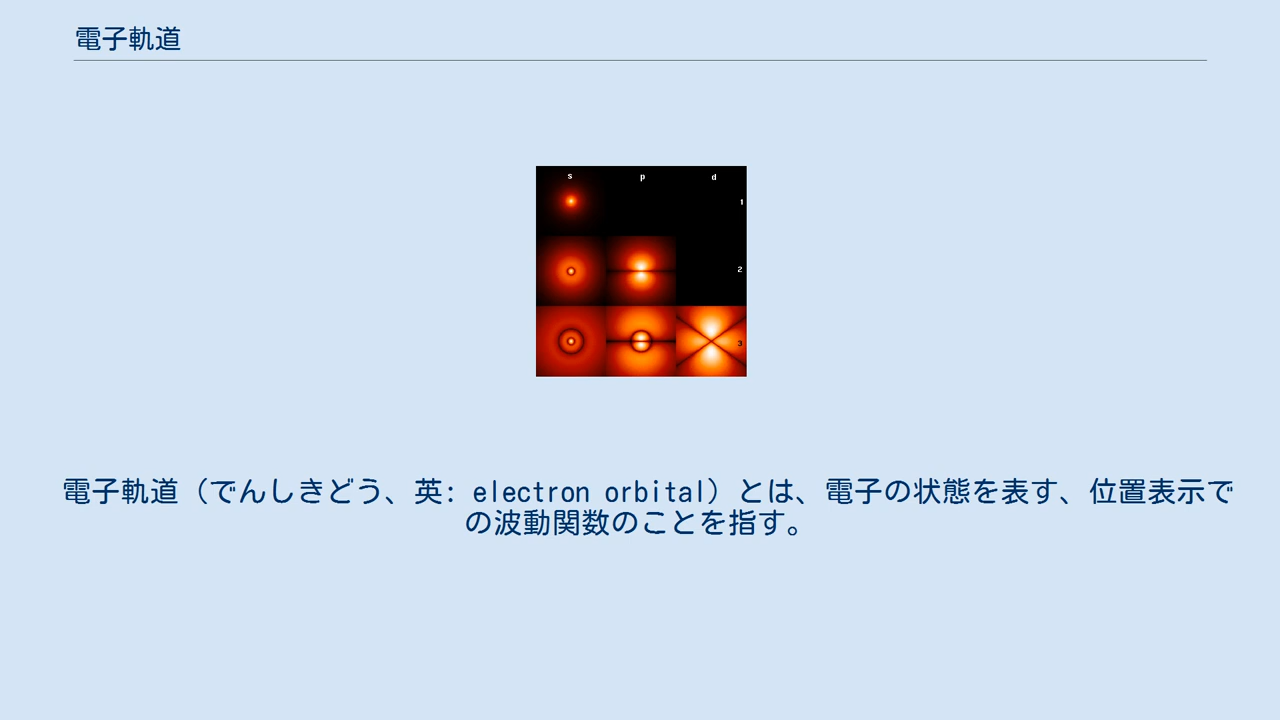 電子軌道
s p d
1
2
3
電子軌道（でんしきどう、英: electron orbital）とは、電子の状態を表す、位置表示で
の波動関数のことを指す。